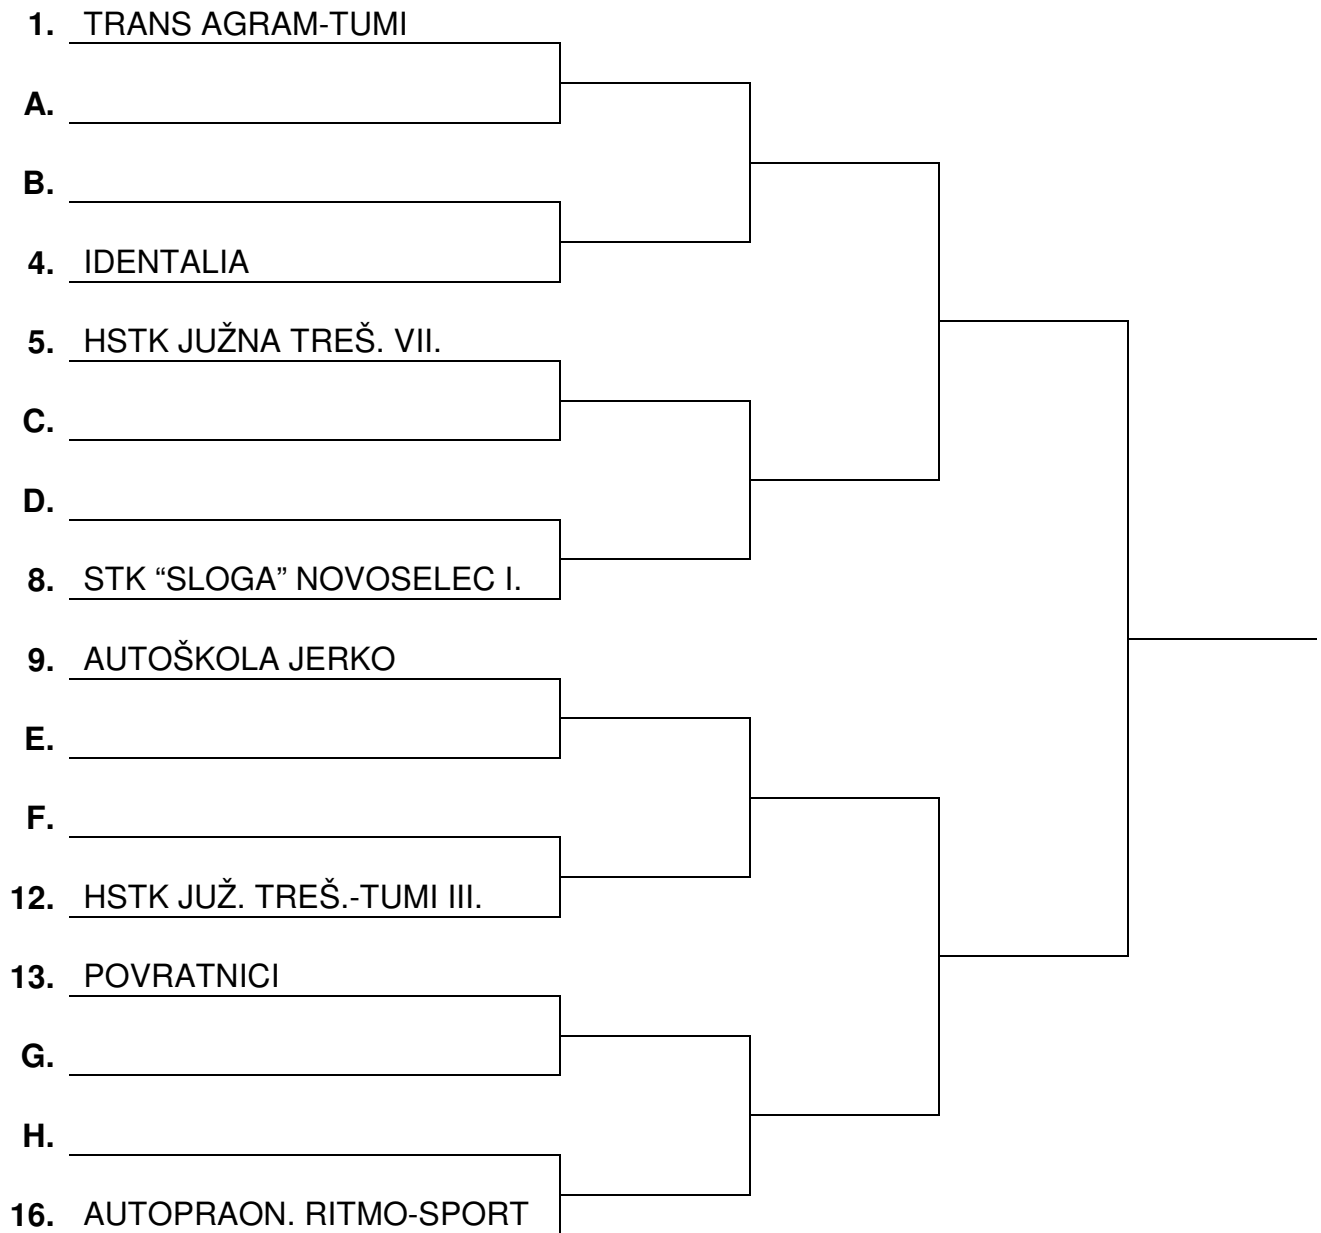 1. TRANS AGRAM-TUMI
A.
B.
4. IDENTALIA
5. HSTK JUŽNA TREŠ. VII.
C.
D.
8. STK “SLOGA” NOVOSELEC I.
9. AUTOŠKOLA JERKO
E.
F.
12. HSTK JUŽ. TREŠ.-TUMI III.
13. POVRATNICI
G.
H.
16. AUTOPRAON. RITMO-SPORT